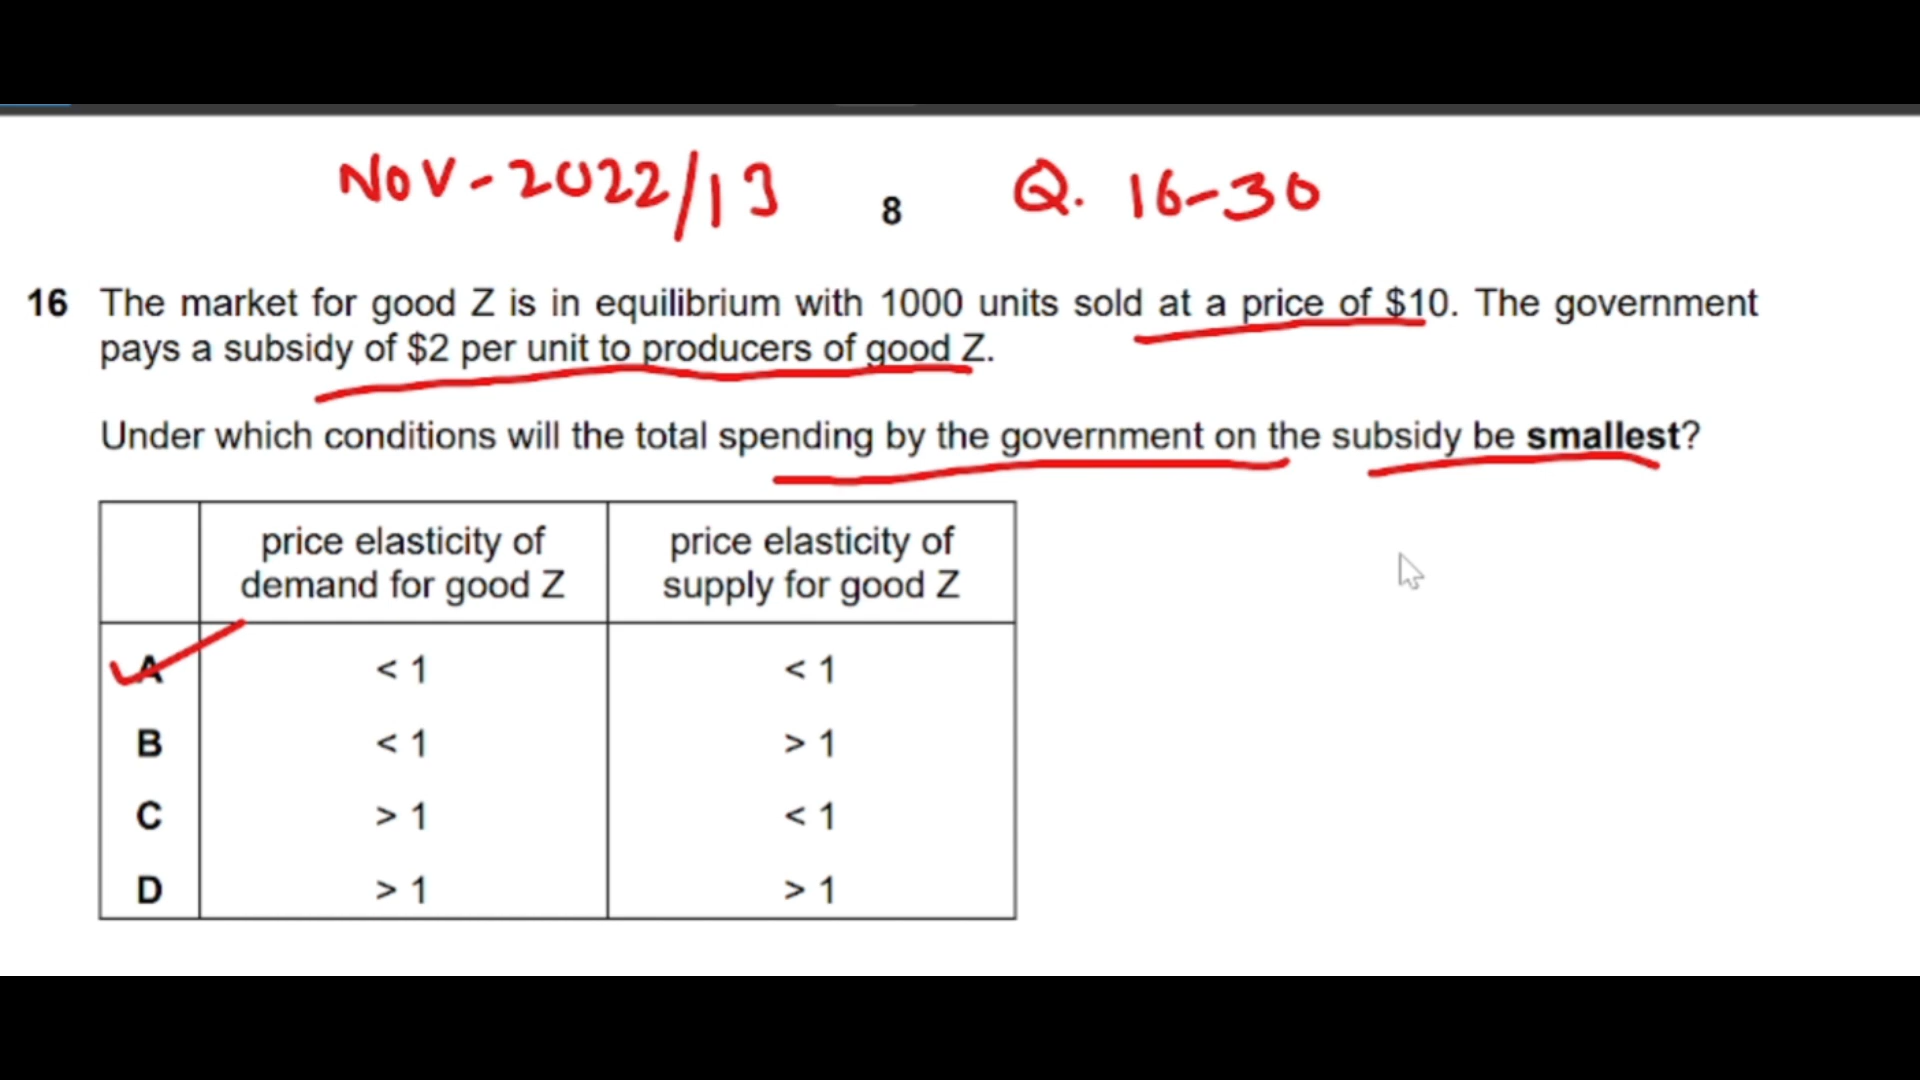 NOV-2022/13 8 Q. 16-30
16 The market for good Z is in equilibrium with 1000 units sold at a price of $10. The government
pays a subsidy of $2 per unit to producers of good Z.
Under which conditions will the total spending by the government on the subsidy be smallest?
price elasticity of demand for good Z price elasticity of supply for good Z
A < 1 < 1
B < 1 > 1
C > 1 < 1
D > 1 > 1